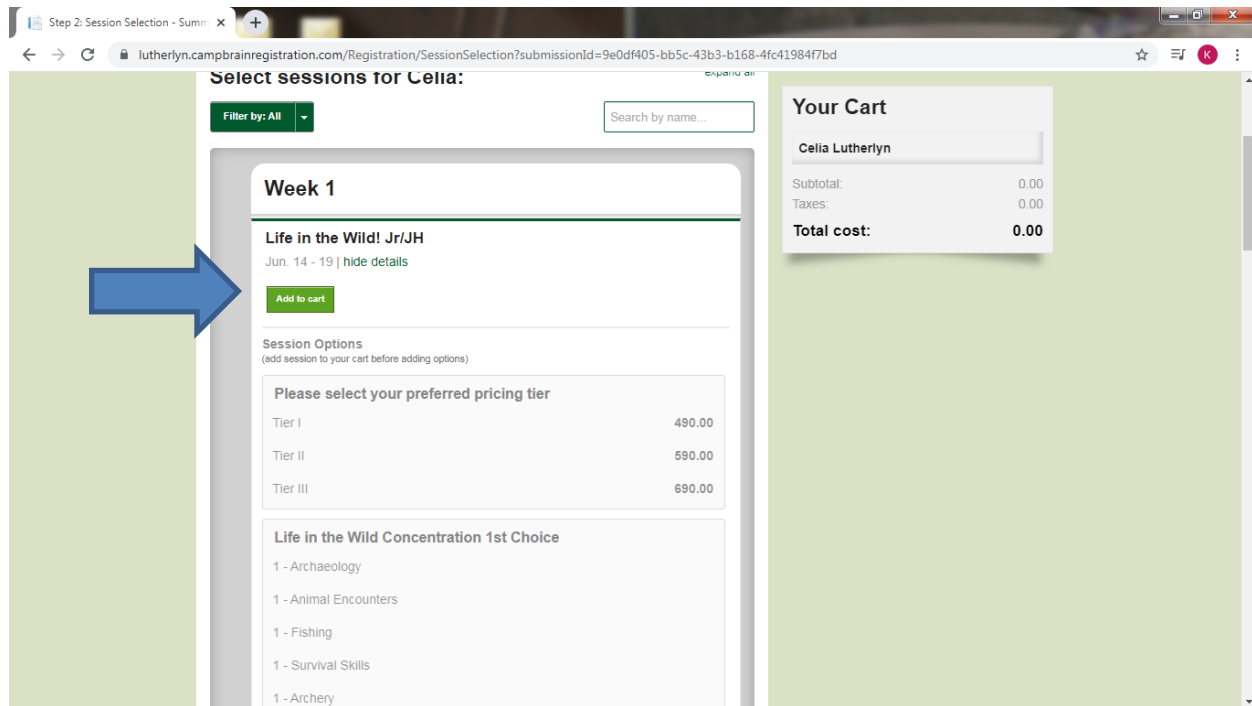 Step 2: Session Selection - Summ
lutherlyn.campbrainregistration.com/Registration/SessionSelection?submissionId=9e0df405-bb5c-43b3-b168-4fc41984f7bd
K
Select sessions for Celia:
expand all
Filter by: All
Search by name...
Week 1
Life in the Wild! Jr/JH
Jun. 14 - 19 | hide details
Add to cart
Session Options
(add session to your cart before adding options)
Please select your preferred pricing tier
Tier I 490.00
Tier II 590.00
Tier III 690.00
Life in the Wild Concentration 1st Choice
1 - Archaeology
1 - Animal Encounters
1 - Fishing
1 - Survival Skills
1 - Archery
Your Cart
Celia Lutherlyn
Subtotal: 0.00
Taxes: 0.00
Total cost: 0.00